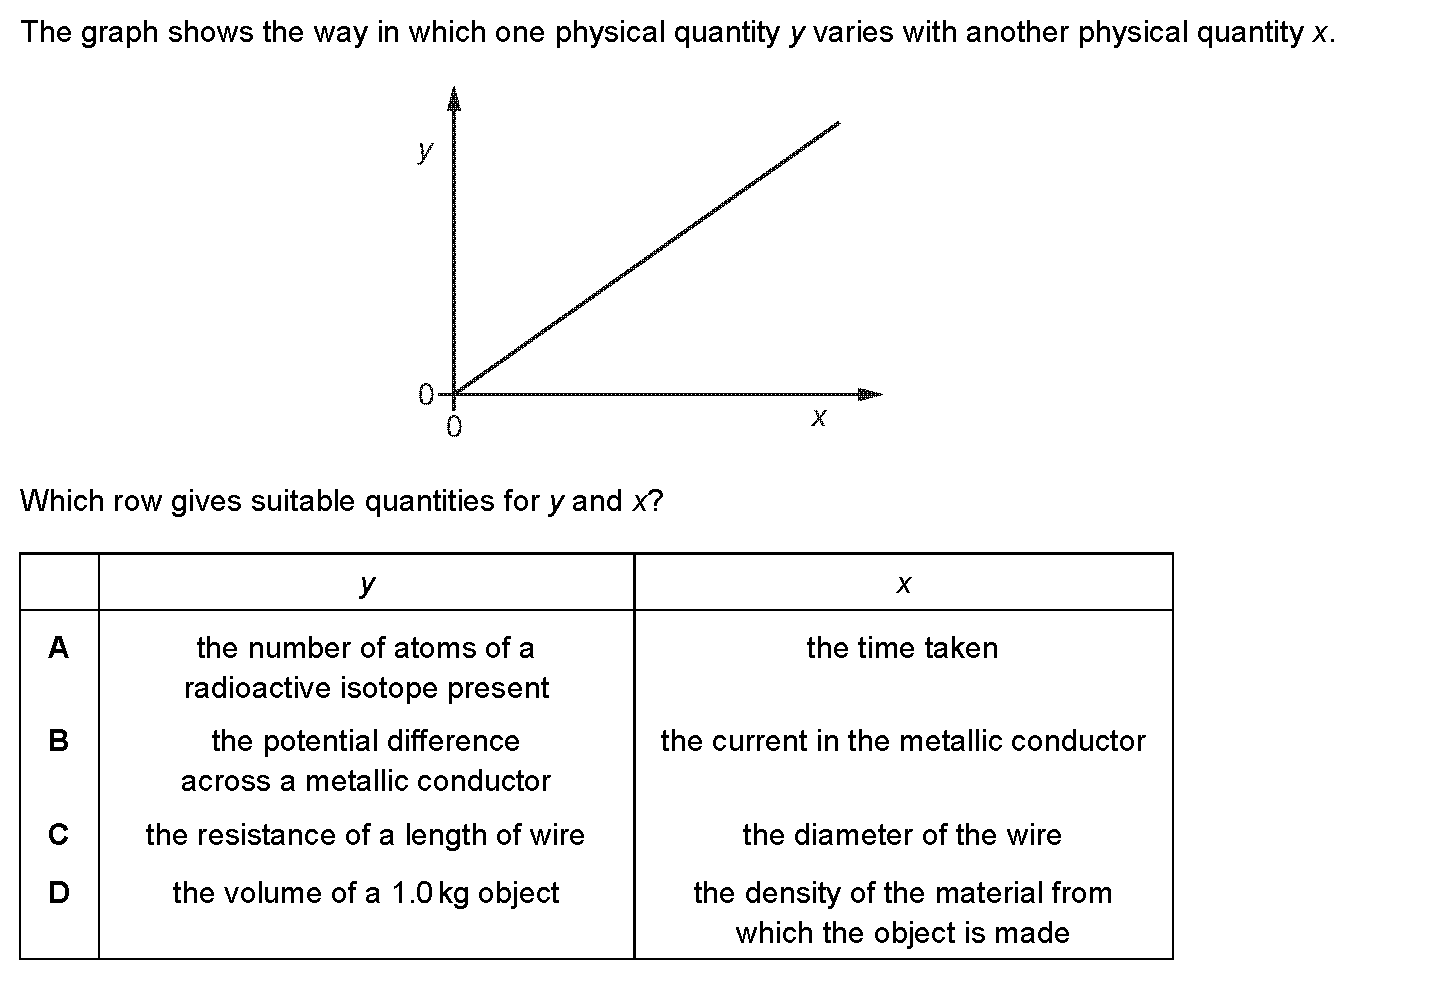 The graph shows the way in which one physical quantity y varies with another physical quantity x.
y
0
0
x
Which row gives suitable quantities for y and x?
y x
A the number of atoms of a radioactive isotope present the time taken
B the potential difference across a metallic conductor the current in the metallic conductor
C the resistance of a length of wire the diameter of the wire
D the volume of a 1.0 kg object the density of the material from which the object is made